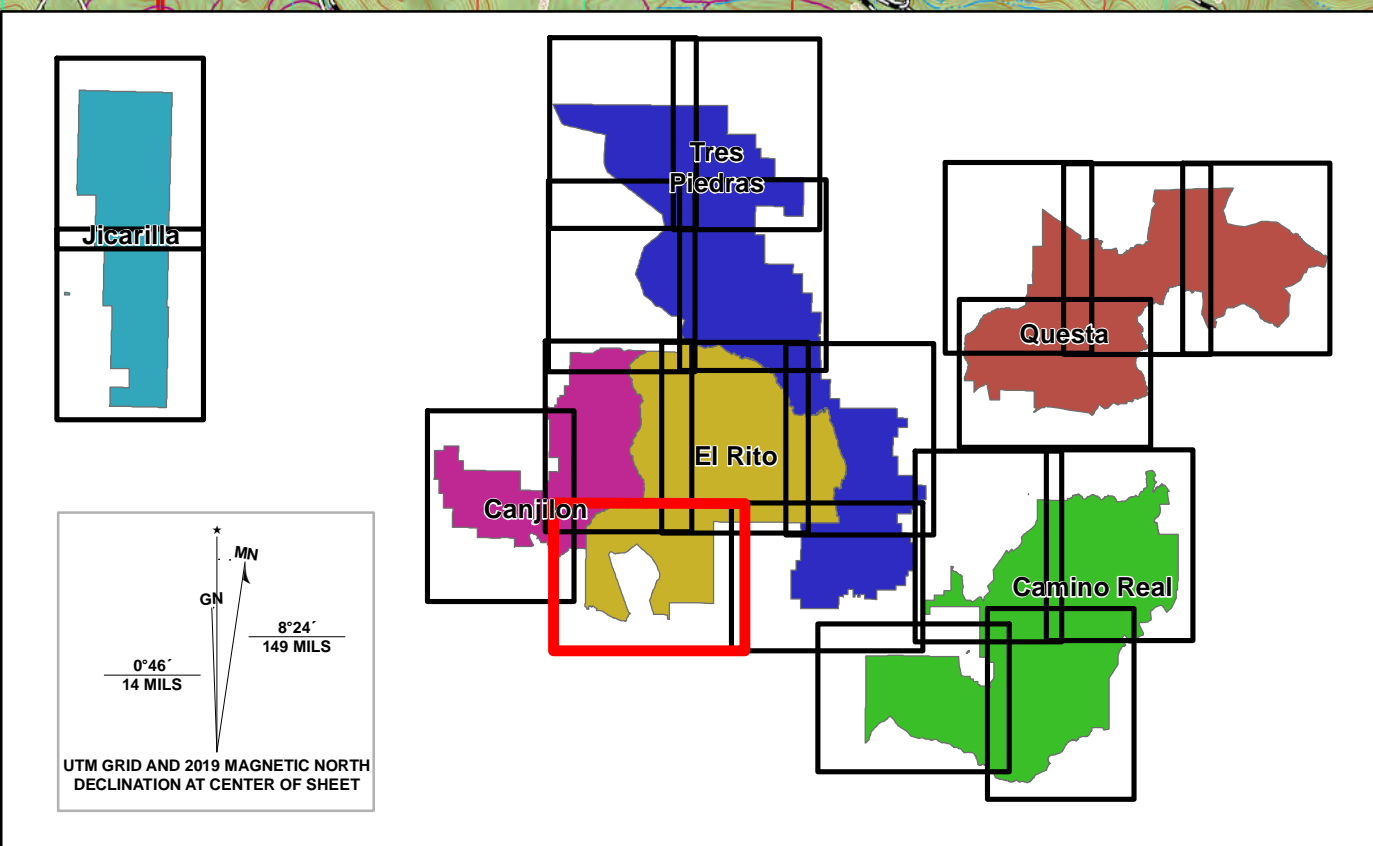 Tres
Piedras
Jicarilla
Questa
El Rito
Canjilon
Camino Real
★
MN
GN
8°24´
149 MILS
0°46´
14 MILS
UTM GRID AND 2019 MAGNETIC NORTH
DECLINATION AT CENTER OF SHEET